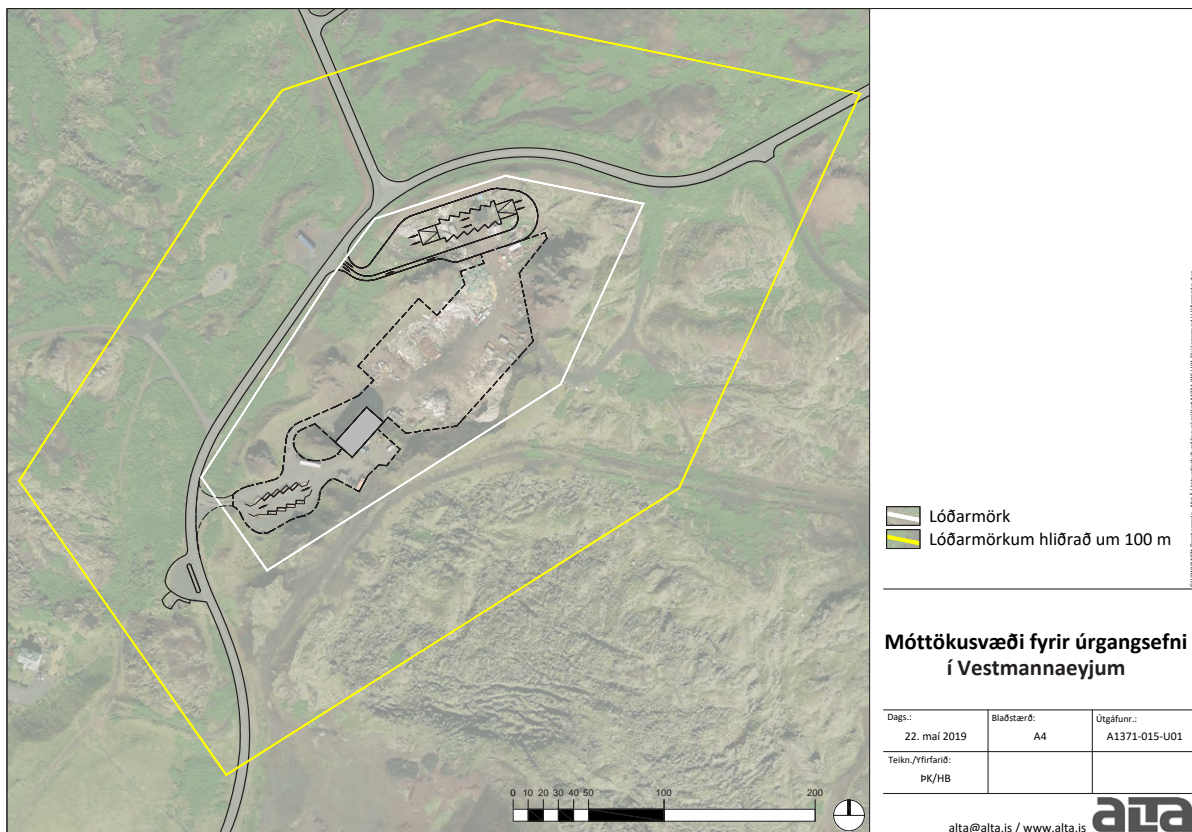 Lóðarmörk
Lóðarmörkum hliðrað um 100 m
Móttökusvæði fyrir úrgangsefni
í Vestmannaeyjum
Dags.: Blaðstærð: Útgáfunr.:
22. maí 2019 A4 A1371-015-U01
Teikn./Yfirfarið:
ÞK/HB
0 10 20 30 40 50 100 200
alta@alta.is / www.alta.is alta